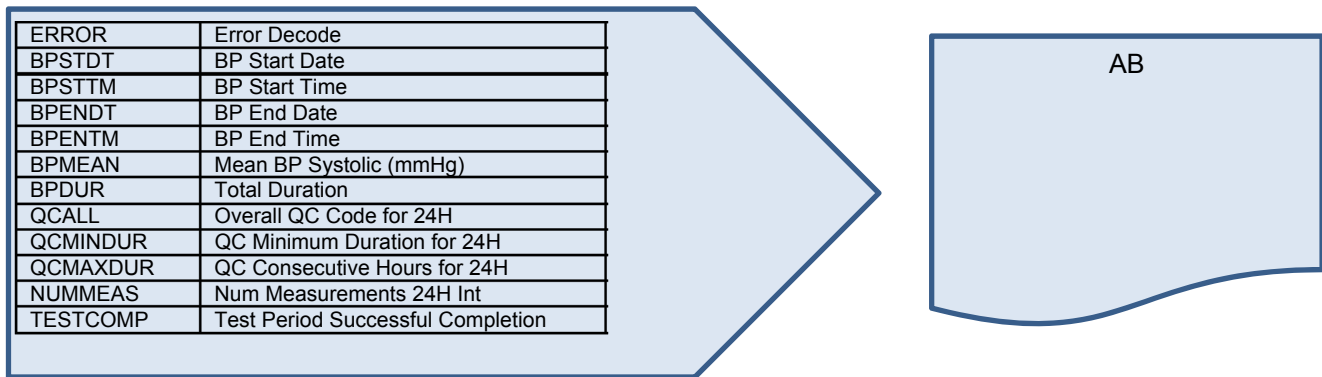 ERROR Error Decode
BPSTDT BP Start Date
BPSTTM BP Start Time
BPENDT BP End Date
BPENTM BP End Time
BPMEAN Mean BP Systolic (mmHg)
BPDUR Total Duration
QCALL Overall QC Code for 24H
QCMINDUR QC Minimum Duration for 24H
QCMAXDUR QC Consecutive Hours for 24H
NUMMEAS Num Measurements 24H Int
TESTCOMP Test Period Successful Completion
AB